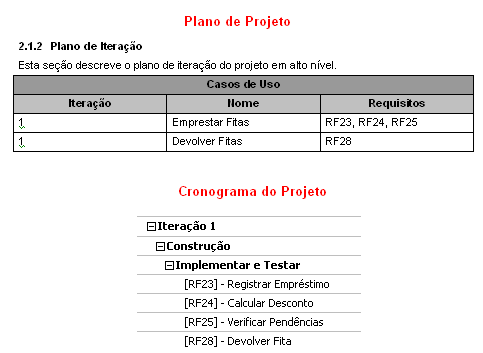 Plano de Projeto
2.1.2 Plano de Iteração
Esta seção descreve o plano de iteração do projeto em alto nível.
Casos de Uso
Iteração Nome Requisitos
1 Emprestar Fitas RF23, RF24, RF25
1 Devolver Fitas RF28
Cronograma do Projeto
Iteração 1
Construção
Implementar e Testar
[RF23] - Registrar Empréstimo
[RF24] - Calcular Desconto
[RF25] - Verificar Pendências
[RF28] - Devolver Fita